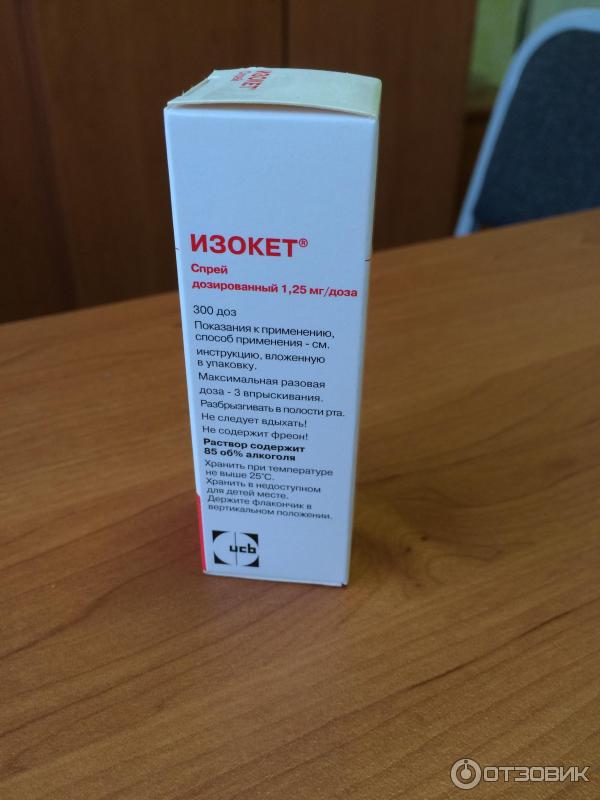 ИЗОКЕТ®
Спрей
ИЗОКЕТ®
Спрей
дозированный 1,25 мг/доза
300 доз
Показания к применению,
способ применения - см.
инструкцию, вложенную
в упаковку.
Максимальная разовая
доза - 3 впрыскивания.
Разбрызгивать в полости рта.
Не следует вдыхать!
Не содержит фреон!
Раствор содержит
85 об% алкоголя
Хранить при температуре
не выше 25°С.
Хранить в недоступном
для детей месте.
Держите флакончик в
вертикальном положении.
ucb
ОТЗОВИК